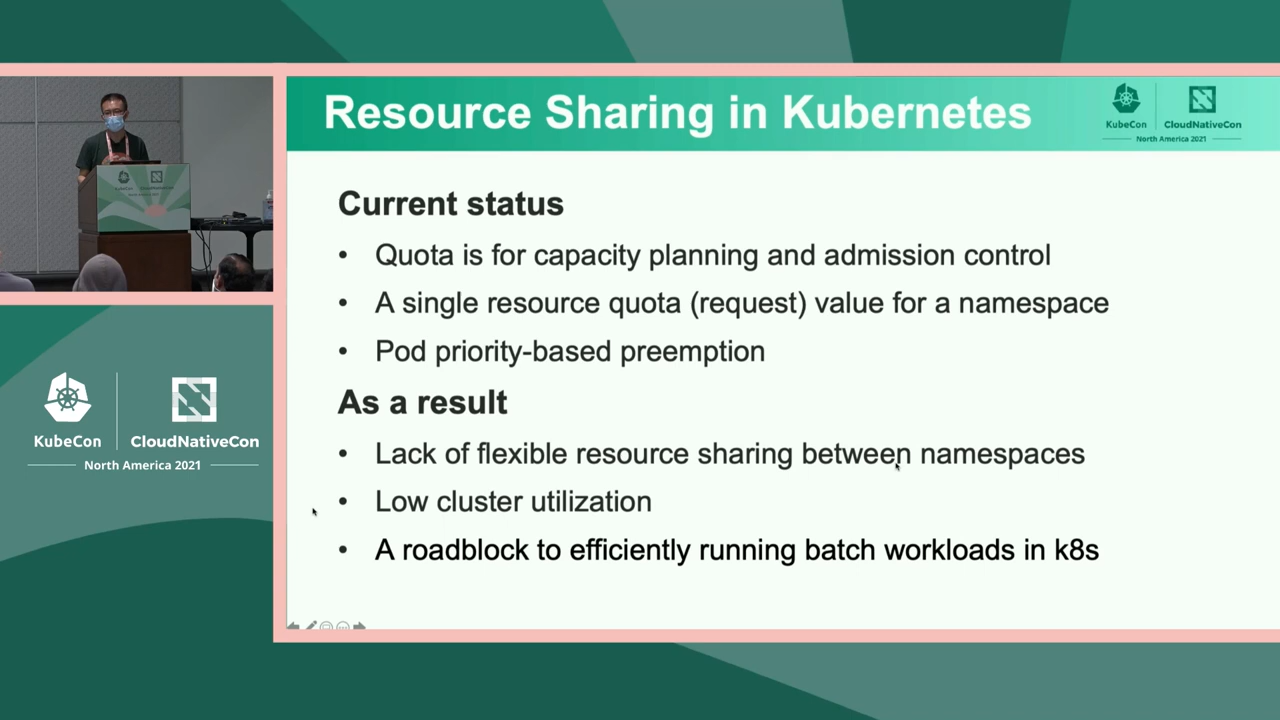 Resource Sharing in Kubernetes
KubeCon
CloudNativeCon
North America 2021
Current status
• Quota is for capacity planning and admission control
• A single resource quota (request) value for a namespace
• Pod priority-based preemption
As a result
• Lack of flexible resource sharing between namespaces
• Low cluster utilization
• A roadblock to efficiently running batch workloads in k8s
KubeCon
CloudNativeCon
North America 2021